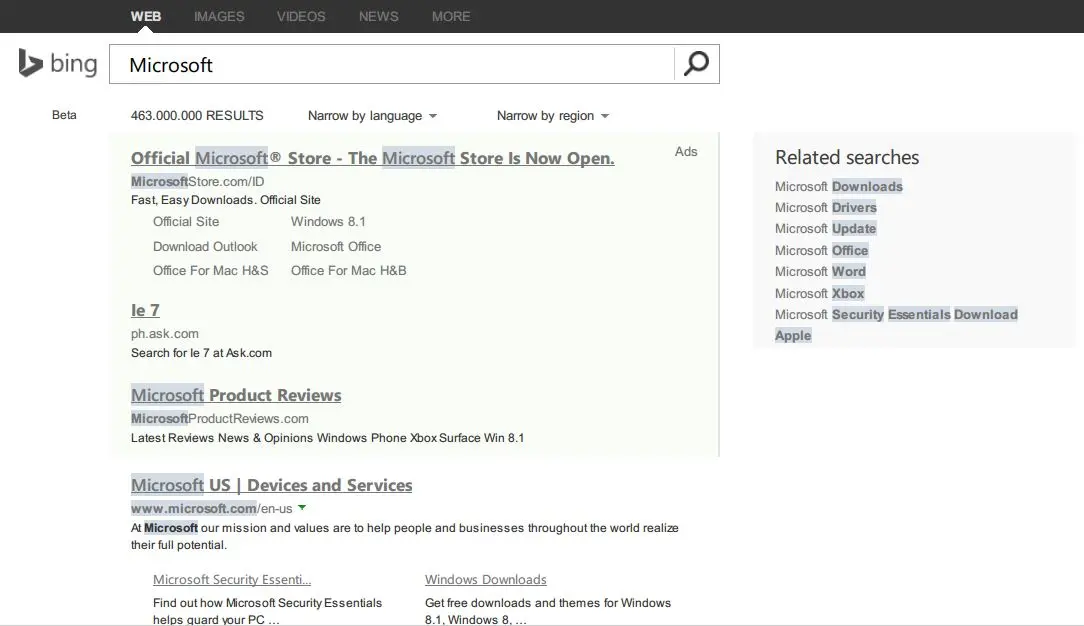 WEB IMAGES VIDEOS NEWS MORE
bing
Microsoft
Beta
463.000.000 RESULTS Narrow by language Narrow by region
Official Microsoft® Store - The Microsoft Store Is Now Open.
Ads
MicrosoftStore.com/ID
Fast, Easy Downloads. Official Site
Official Site Windows 8.1
Download Outlook Microsoft Office
Office For Mac H&S Office For Mac H&B
Ie 7
ph.ask.com
Search for Ie 7 at Ask.com
Microsoft Product Reviews
MicrosoftProductReviews.com
Latest Reviews News & Opinions Windows Phone Xbox Surface Win 8.1
Microsoft US | Devices and Services
www.microsoft.com/en-us
At Microsoft our mission and values are to help people and businesses throughout the world realize
their full potential.
Microsoft Security Essenti...
Find out how Microsoft Security Essentials
helps guard your PC ...
Windows Downloads
Get free downloads and themes for Windows
8.1, Windows 8, ...
Related searches
Microsoft Downloads
Microsoft Drivers
Microsoft Update
Microsoft Office
Microsoft Word
Microsoft Xbox
Microsoft Security Essentials Download
Apple